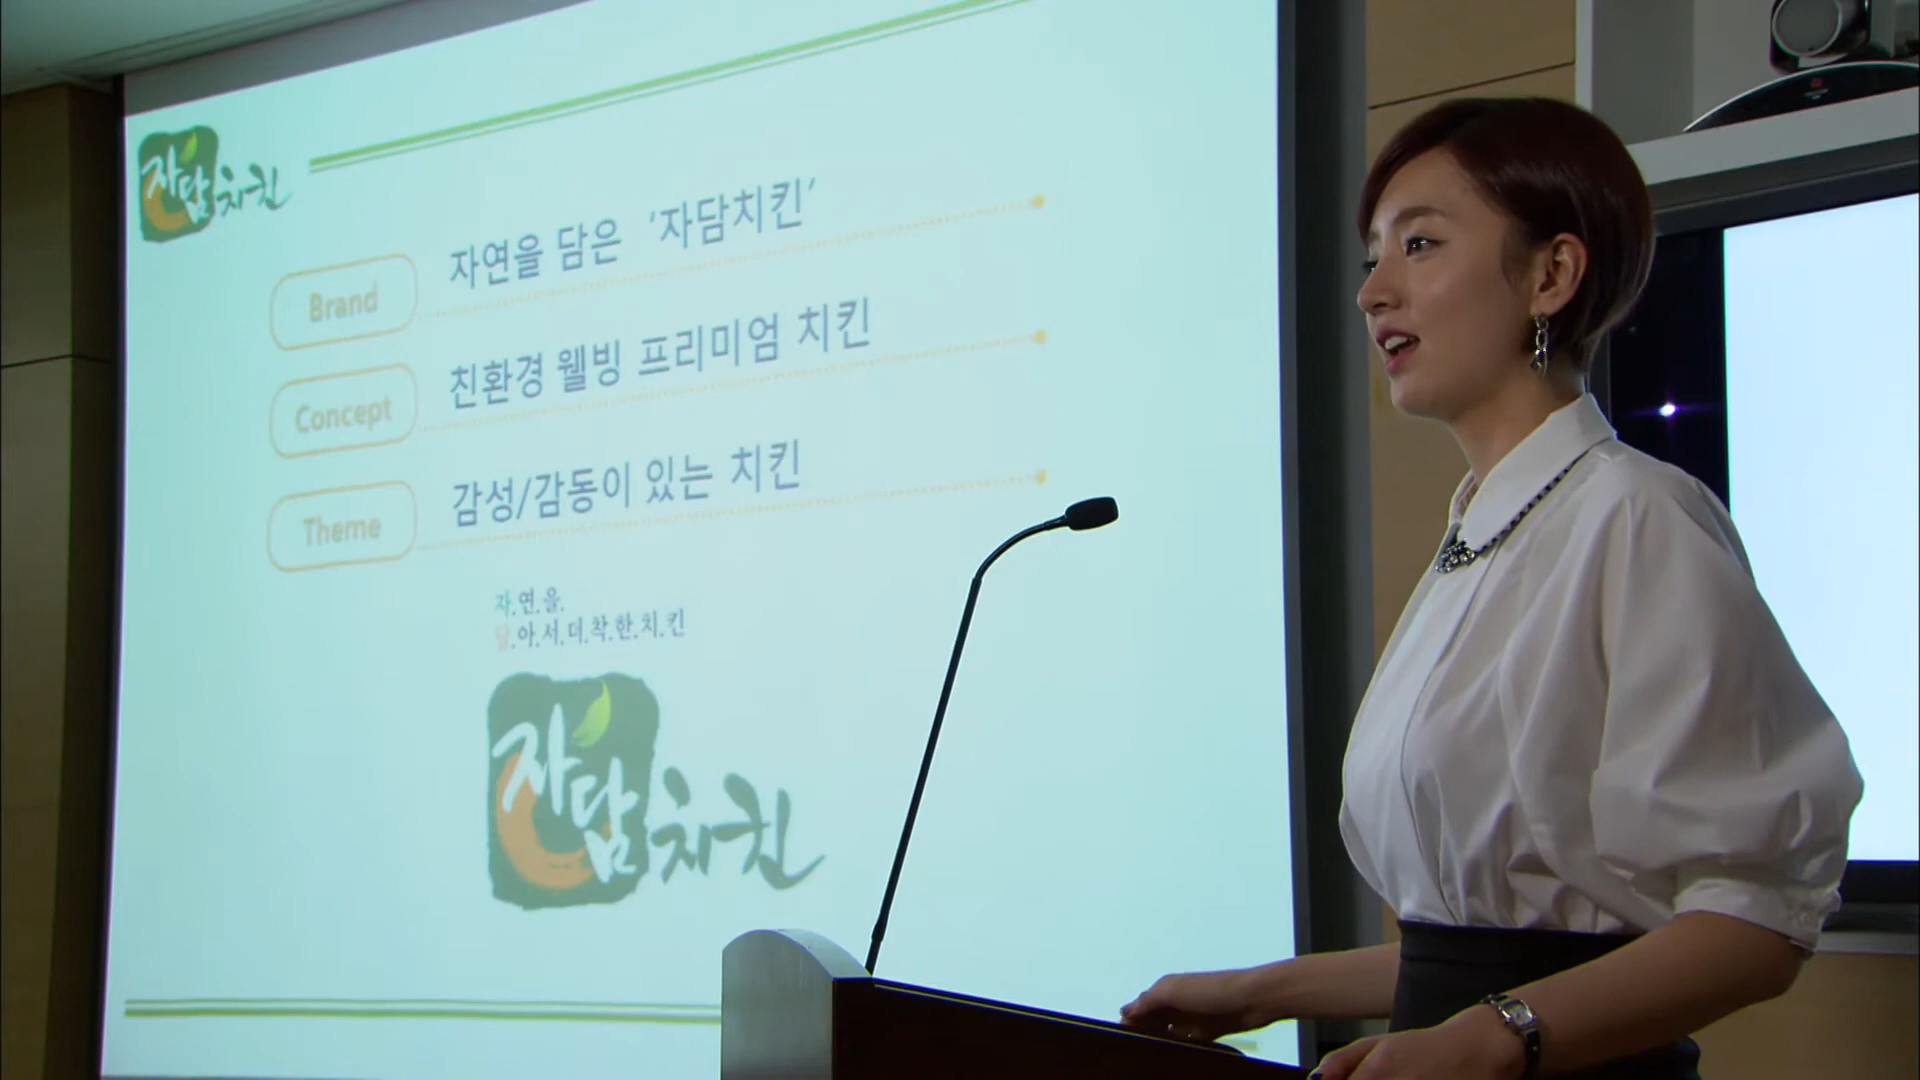 자담치킨
Brand 자연을 담은 ‘자담치킨’
Concept 친환경 웰빙 프리미엄 치킨
Theme 감성/감동이 있는 치킨
자.연.을.
담.아.서.더.착.한.치.킨
자담치킨